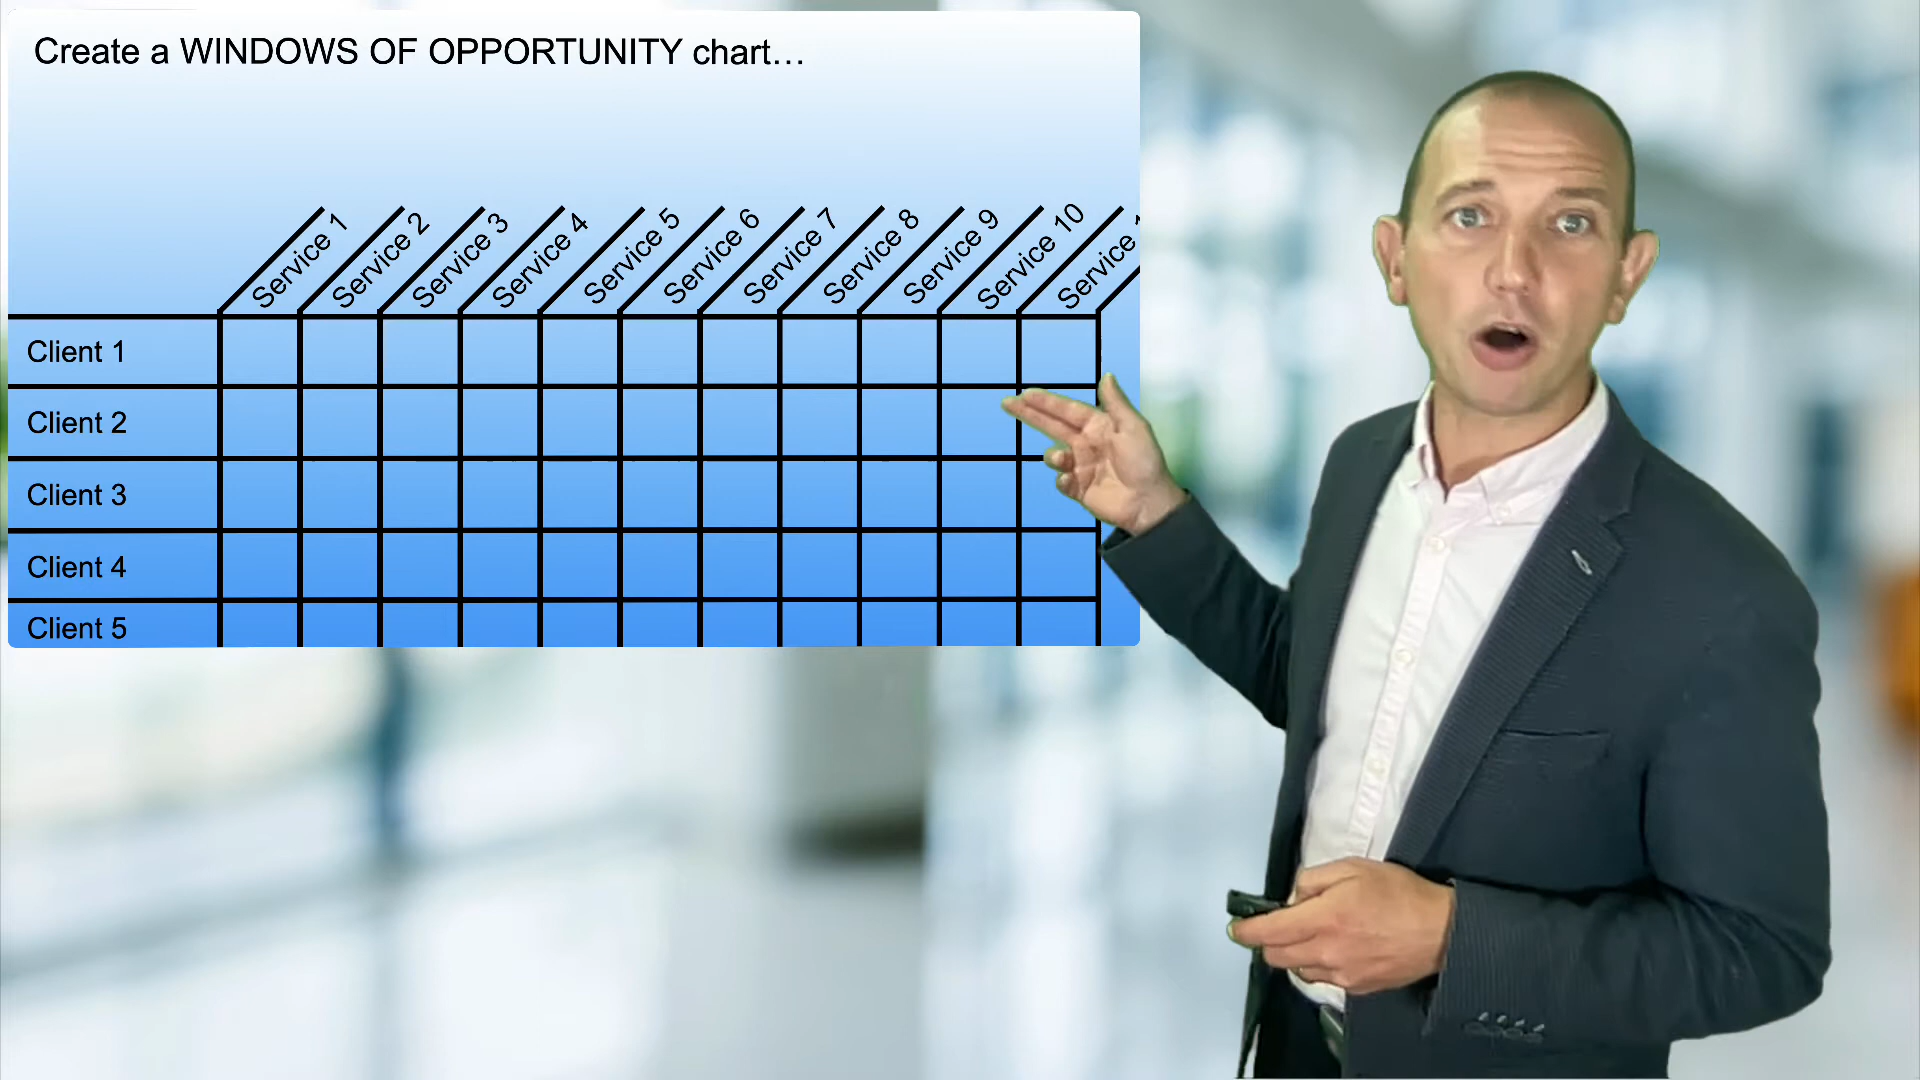 Create a WINDOWS OF OPPORTUNITY chart...
Service 1
Service 2
Service 3
Service 4
Service 5
Service 6
Service 7
Service 8
Service 9
Service 10
Service
Client 1
Client 2
Client 3
Client 4
Client 5